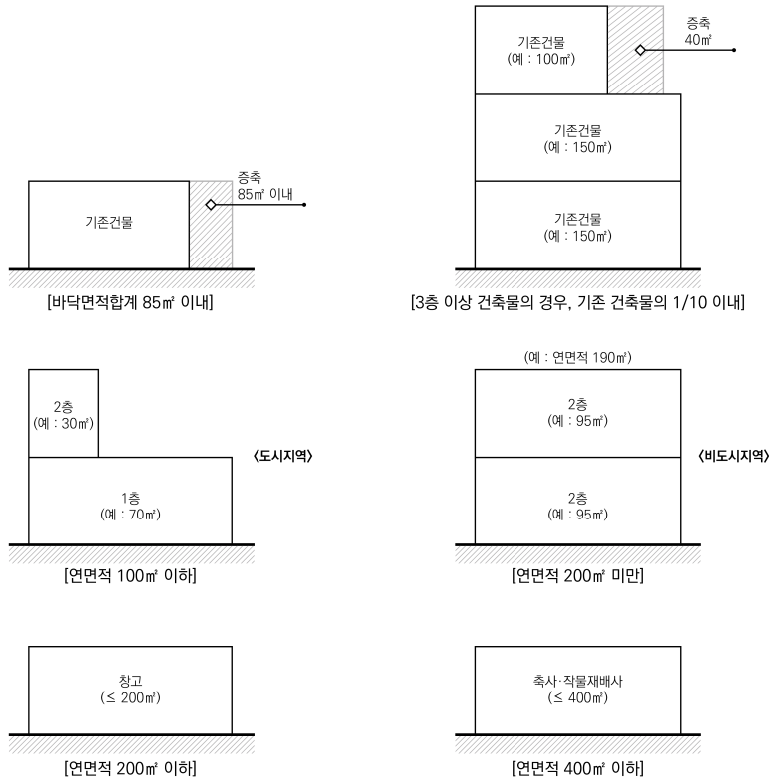 증축
40㎡
기존건물
(예 : 100㎡)
기존건물
(예 : 150㎡)
기존건물
(예 : 150㎡)
증축
85㎡ 이내
기존건물
[바닥면적합계 85㎡ 이내]
[3층 이상 건축물의 경우, 기존 건축물의 1/10 이내]
2층
(예 : 30㎡)
〈도시지역〉
1층
(예 : 70㎡)
[연면적 100㎡ 이하]
(예 : 연면적 190㎡)
2층
(예 : 95㎡)
〈비도시지역〉
2층
(예 : 95㎡)
[연면적 200㎡ 미만]
창고
(≤ 200㎡)
[연면적 200㎡ 이하]
축사·작물재배사
(≤ 400㎡)
[연면적 400㎡ 이하]